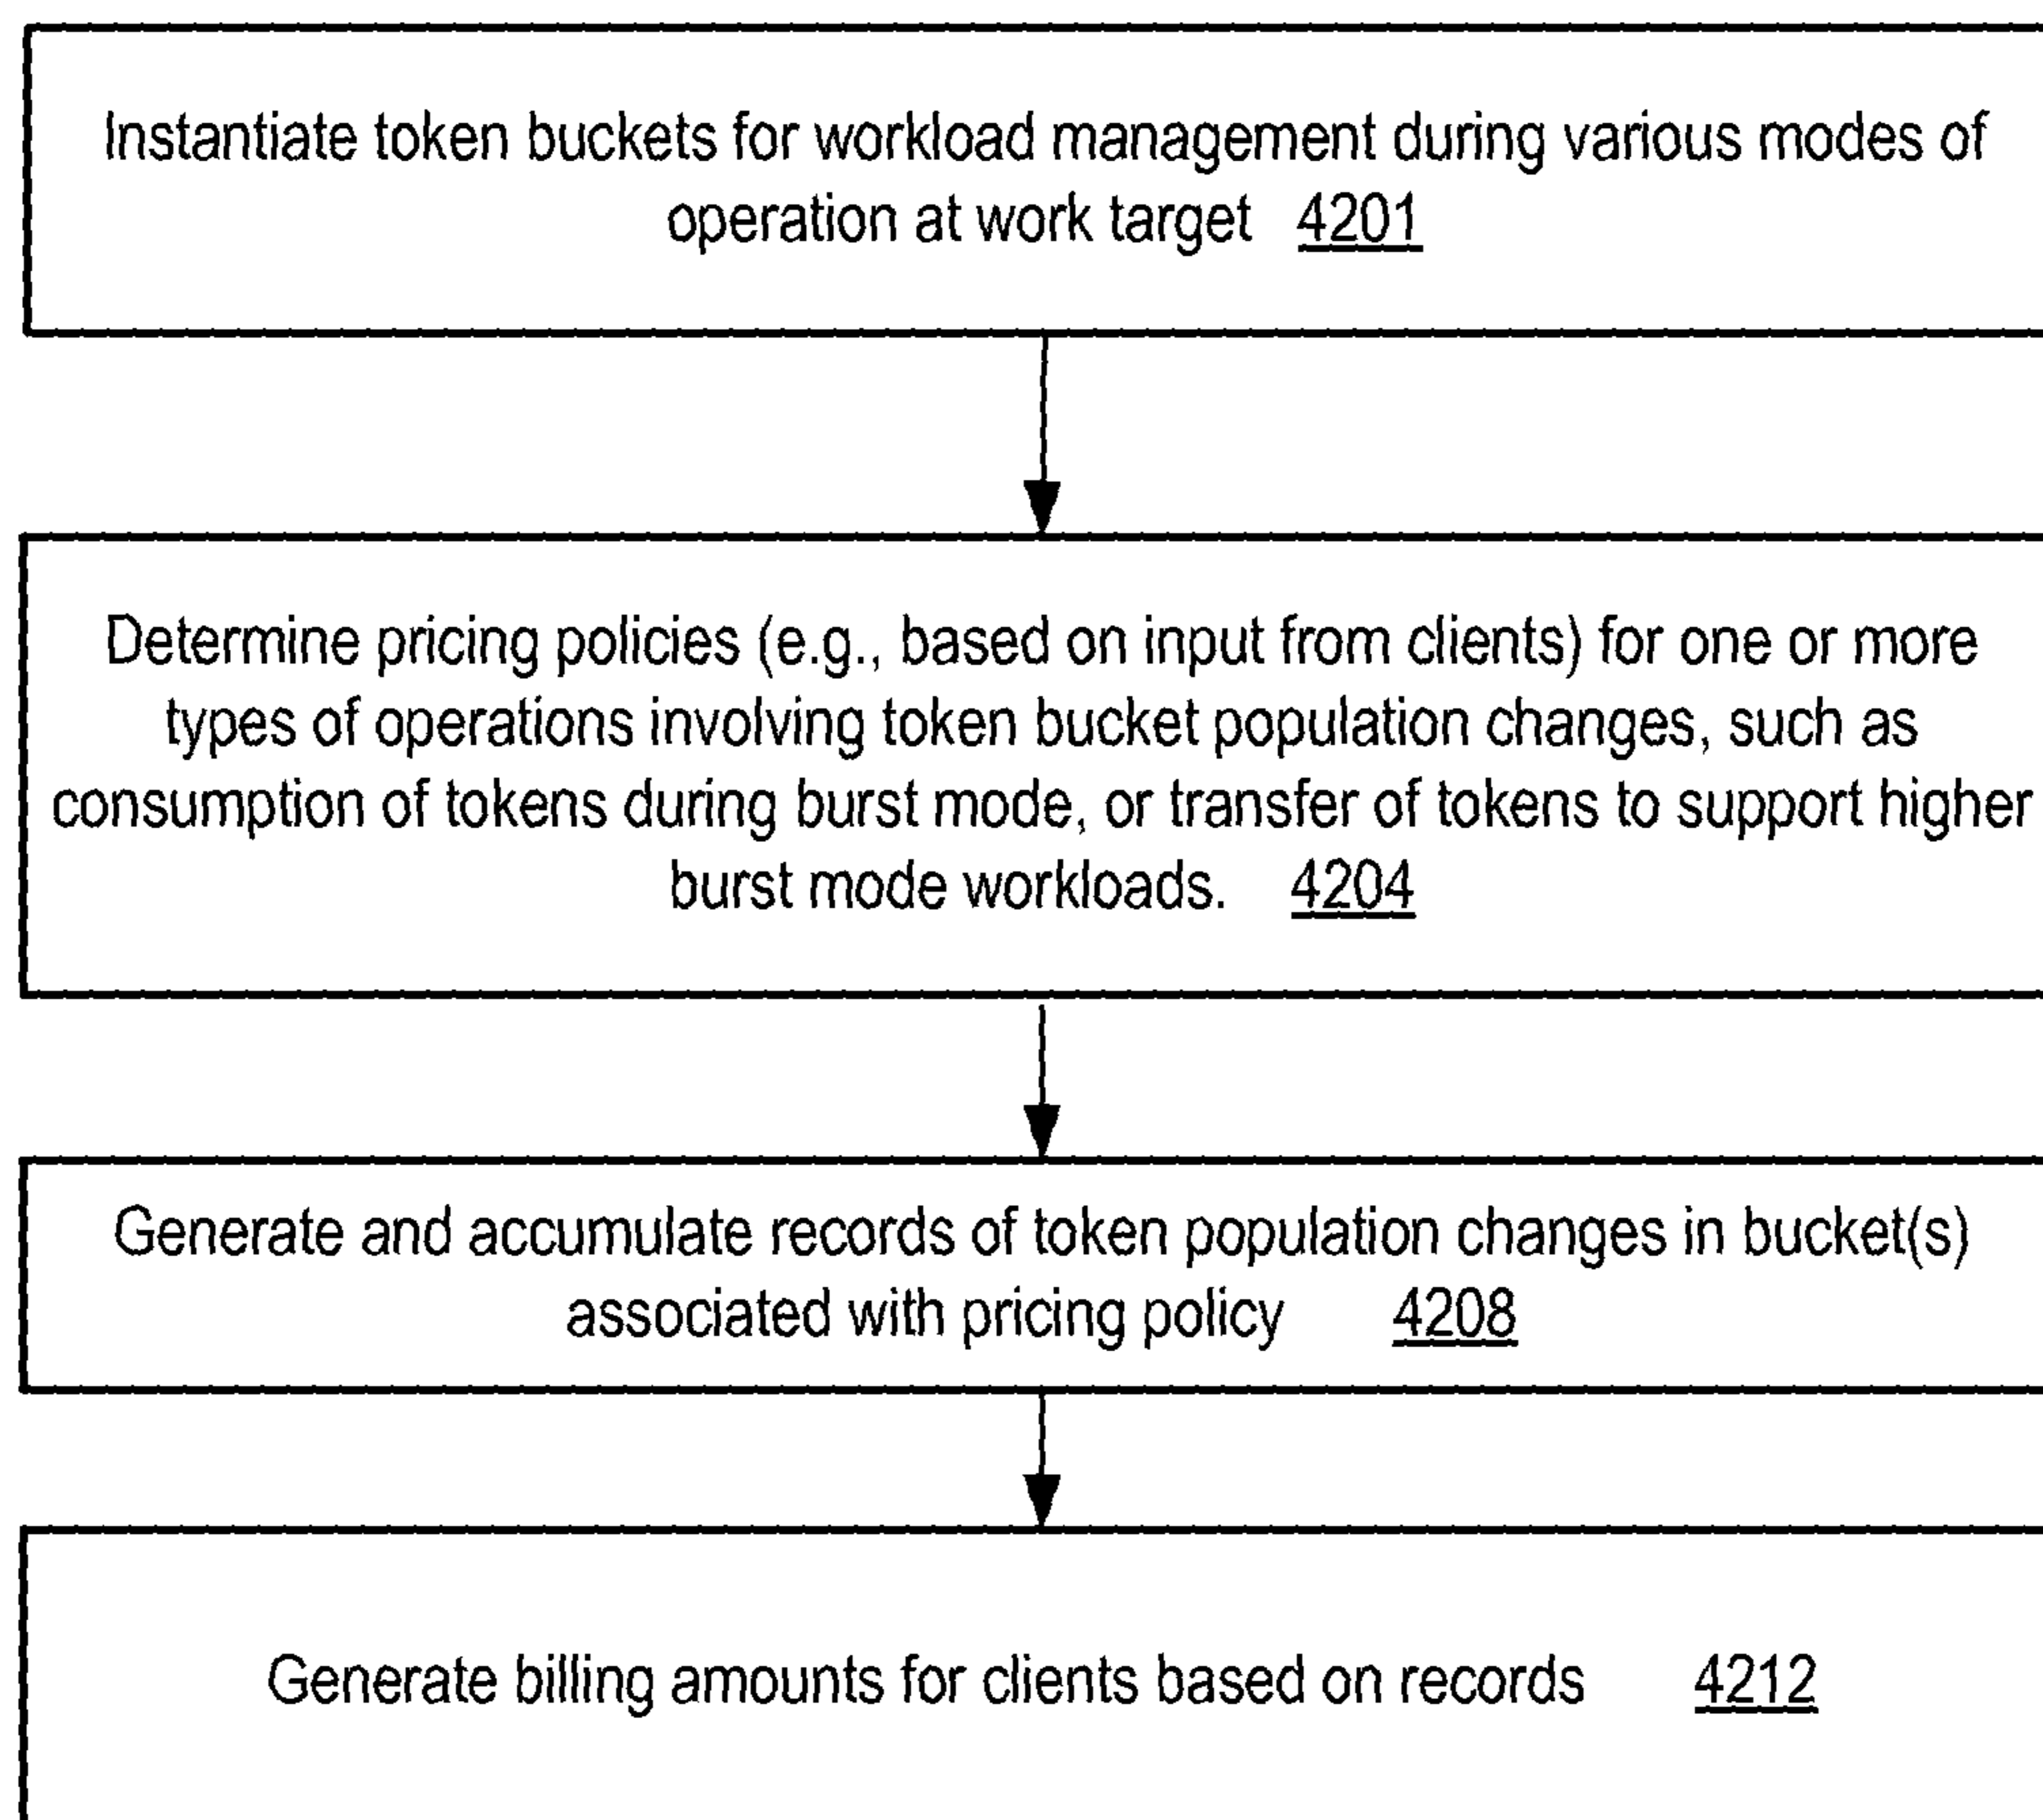 Instantiate token buckets for workload management during various modes of
operation at work target 4201
Determine pricing policies (e.g., based on input from clients) for one or more
types of operations involving token bucket population changes, such as
consumption of tokens during burst mode, or transfer of tokens to support higher
burst mode workloads. 4204
Generate and accumulate records of token population changes in bucket(s)
associated with pricing policy 4208
Generate billing amounts for clients based on records 4212